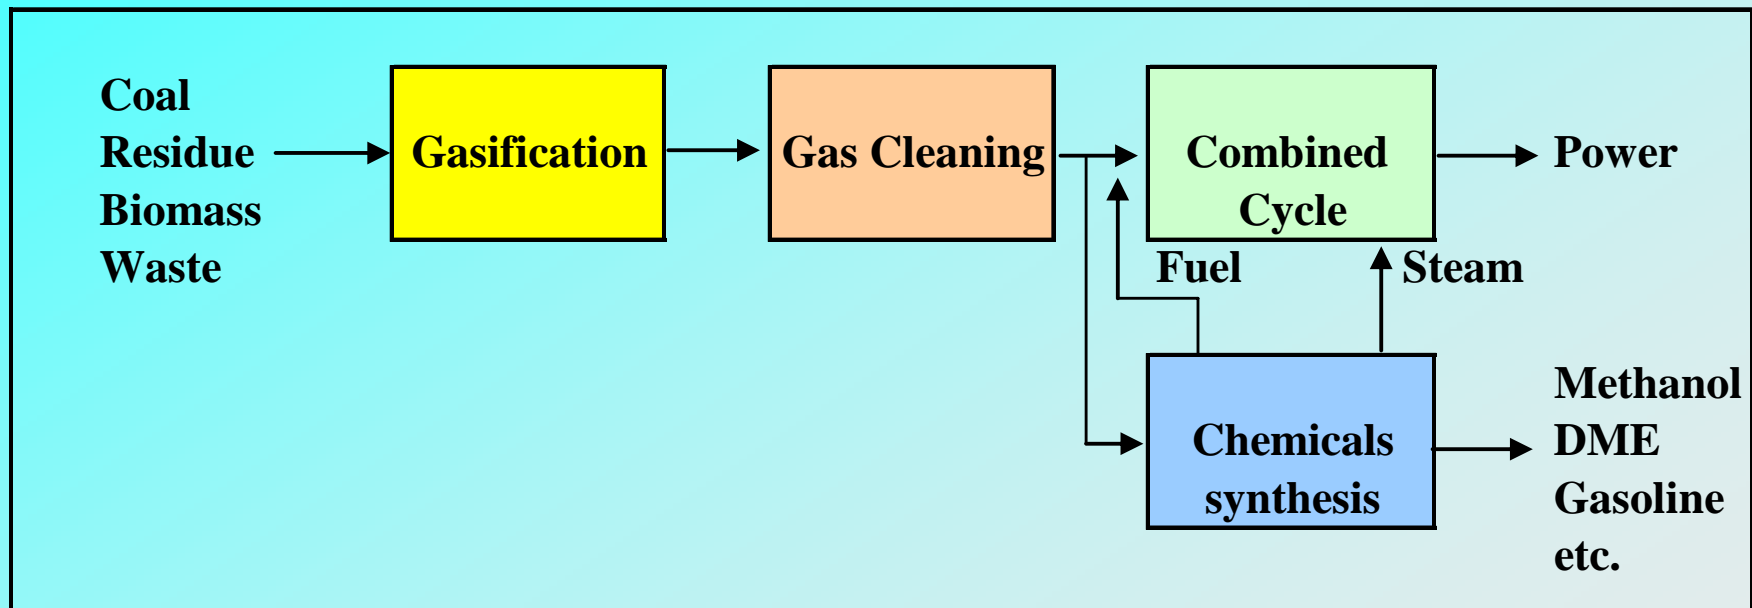 Coal
Residue
Biomass
Waste
Gasification
Gas Cleaning
Combined
Cycle
Power
Fuel
Steam
Chemicals
synthesis
Methanol
DME
Gasoline
etc.